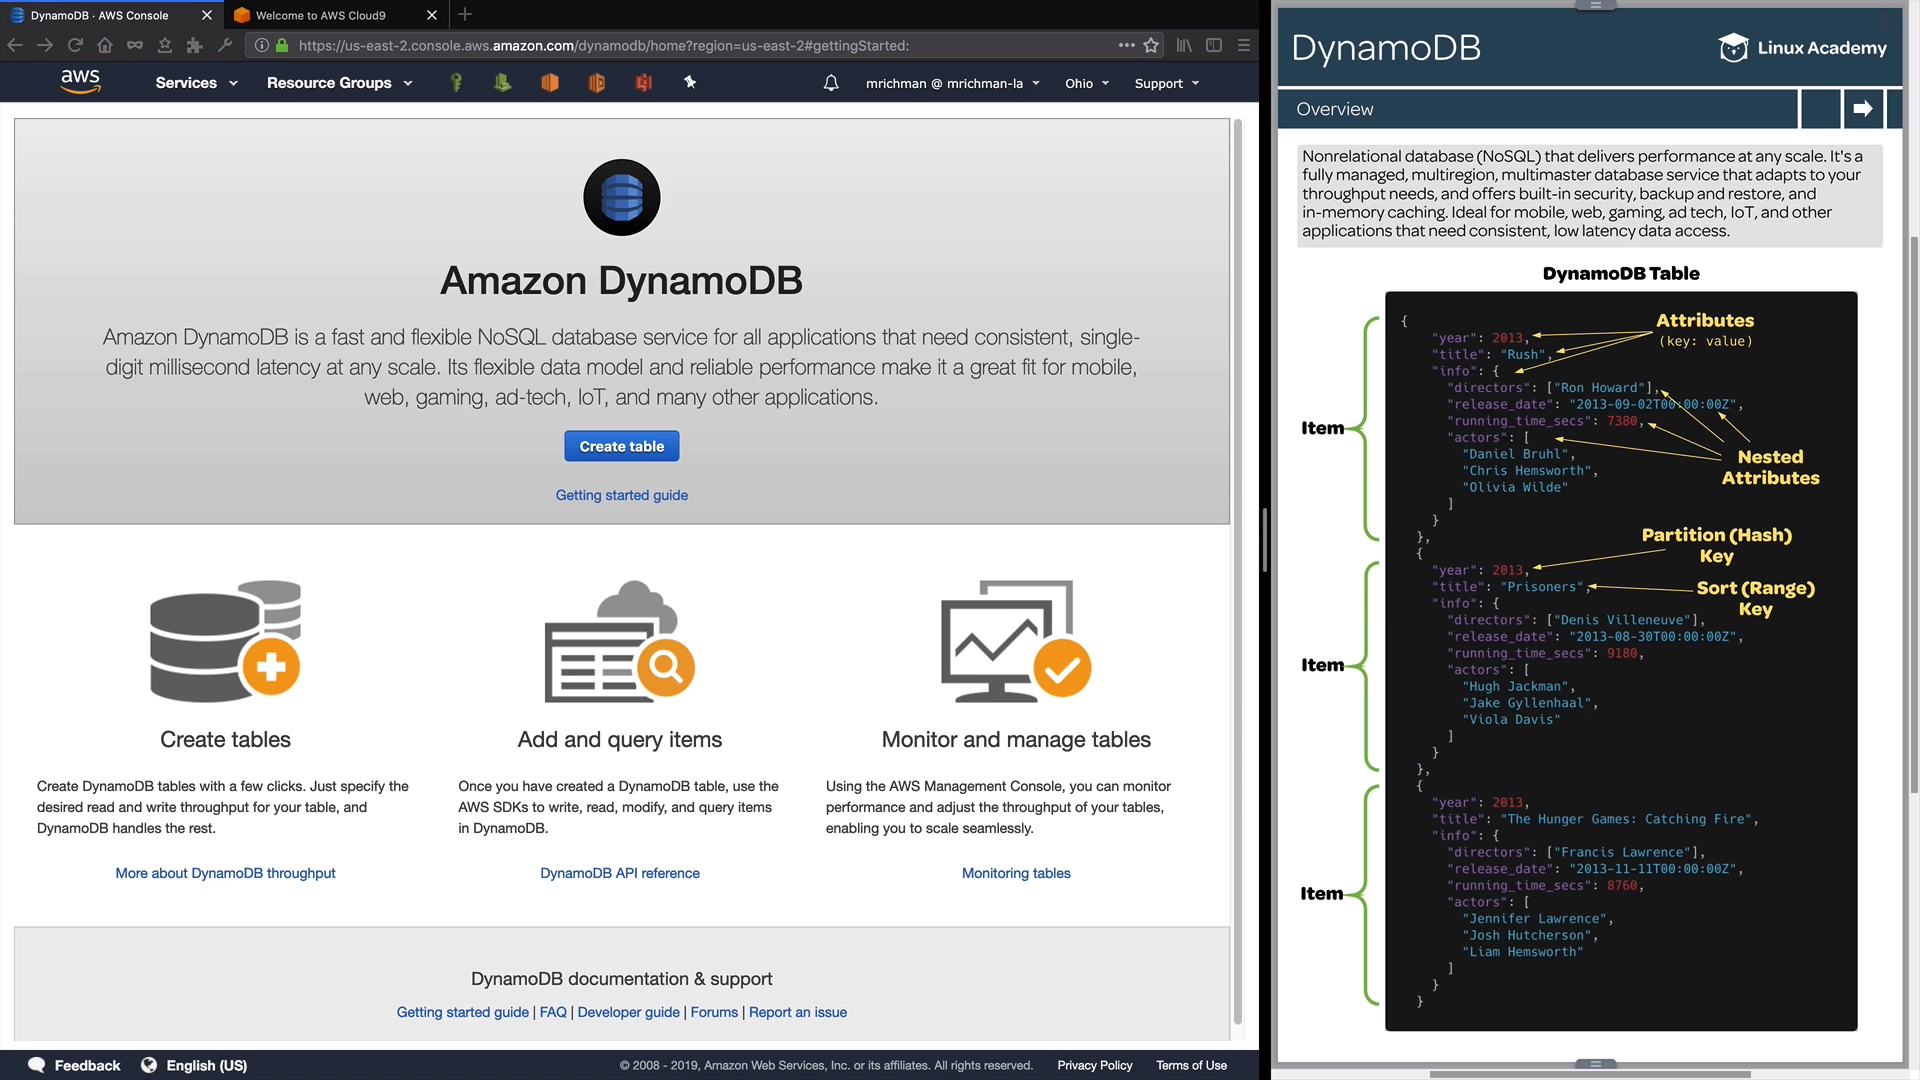 DynamoDB · AWS Console
Welcome to AWS Cloud9
https://us-east-2.console.aws.amazon.com/dynamodb/home?region=us-east-2#gettingStarted:
aws
Services
Resource Groups
mrichman @ mrichman-la
Ohio
Support
Amazon DynamoDB
Amazon DynamoDB is a fast and flexible NoSQL database service for all applications that need consistent, single-
digit millisecond latency at any scale. Its flexible data model and reliable performance make it a great fit for mobile,
web, gaming, ad-tech, IoT, and many other applications.
Create table
Getting started guide
Create tables
Create DynamoDB tables with a few clicks. Just specify the
desired read and write throughput for your table, and
DynamoDB handles the rest.
More about DynamoDB throughput
Add and query items
Once you have created a DynamoDB table, use the
AWS SDKs to write, read, modify, and query items
in DynamoDB.
DynamoDB API reference
Monitor and manage tables
Using the AWS Management Console, you can monitor
performance and adjust the throughput of your tables,
enabling you to scale seamlessly.
Monitoring tables
DynamoDB documentation & support
Getting started guide | FAQ | Developer guide | Forums | Report an issue
Feedback
English (US)
© 2008 - 2019, Amazon Web Services, Inc. or its affiliates. All rights reserved.
Privacy Policy
Terms of Use
DynamoDB
Linux Academy
Overview
Nonrelational database (NoSQL) that delivers performance at any scale. It's a
fully managed, multiregion, multimaster database service that adapts to your
throughput needs, and offers built-in security, backup and restore, and
in-memory caching. Ideal for mobile, web, gaming, ad tech, IoT, and other
applications that need consistent, low latency data access.
DynamoDB Table
{
"year": 2013,
"title": "Rush",
"info": {
"directors": ["Ron Howard"],
"release_date": "2013-09-02T00:00:00Z",
"running_time_secs": 7380,
"actors": [
"Daniel Bruhl",
"Chris Hemsworth",
"Olivia Wilde"
]
}
},
{
"year": 2013,
"title": "Prisoners",
"info": {
"directors": ["Denis Villeneuve"],
"release_date": "2013-08-30T00:00:00Z",
"running_time_secs": 9180,
"actors": [
"Hugh Jackman",
"Jake Gyllenhaal",
"Viola Davis"
]
}
},
{
"year": 2013,
"title": "The Hunger Games: Catching Fire",
"info": {
"directors": ["Francis Lawrence"],
"release_date": "2013-11-11T00:00:00Z",
"running_time_secs": 8760,
"actors": [
"Jennifer Lawrence",
"Josh Hutcherson",
"Liam Hemsworth"
]
}
}
Attributes
(key: value)
Nested
Attributes
Partition (Hash)
Key
Sort (Range)
Key
Item
Item
Item